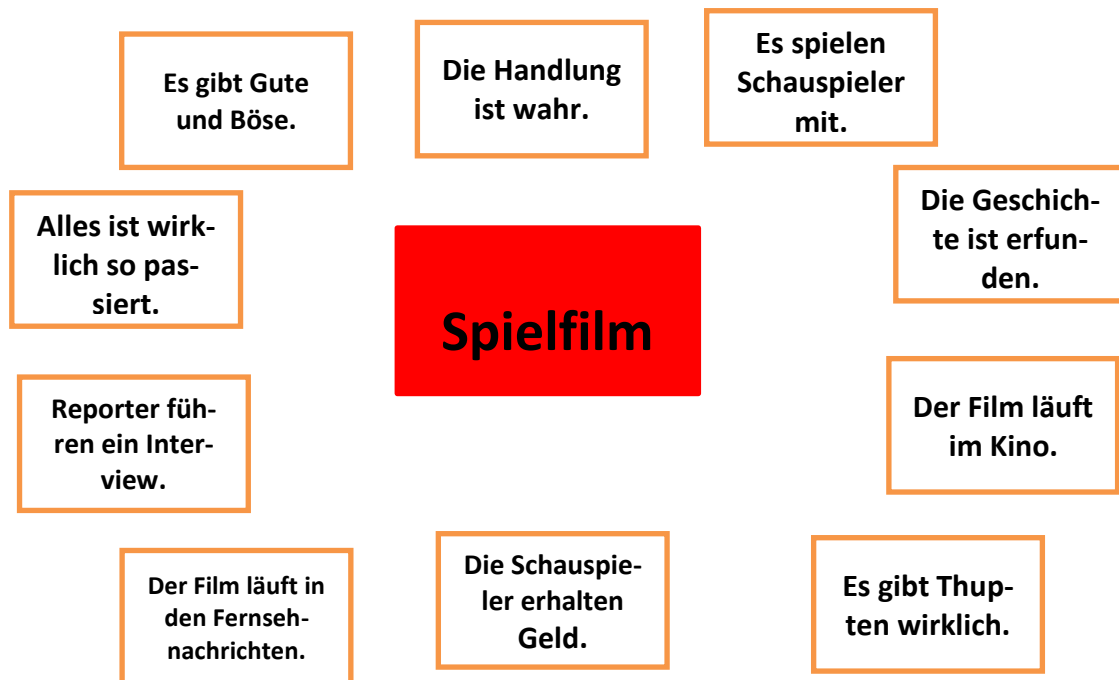 Es gibt Gute
und Böse.
Die Handlung
ist wahr.
Es spielen
Schauspieler
mit.
Alles ist wirk-
lich so pas-
siert.
Die Geschich-
te ist erfun-
den.
Spielfilm
Reporter füh-
ren ein Inter-
view.
Der Film läuft
im Kino.
Der Film läuft in
den Fernseh-
nachrichten.
Die Schauspie-
ler erhalten
Geld.
Es gibt Thup-
ten wirklich.